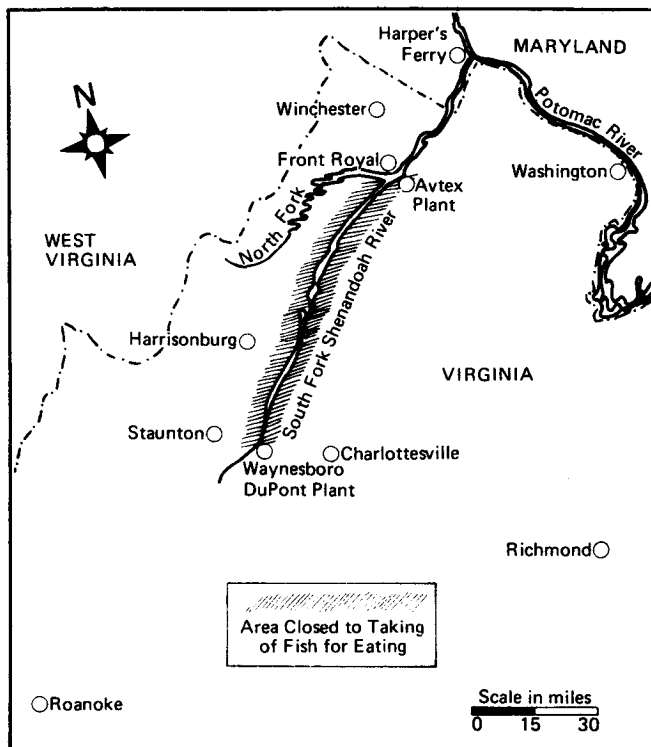 Harper's
Ferry
MARYLAND
N
Winchester
Potomac River
Front Royal
Washington
Avtex
Plant
North Fork
WEST
VIRGINIA
South Fork Shenandoah River
Harrisonburg
VIRGINIA
Staunton
Charlottesville
Waynesboro
DuPont Plant
Richmond
Area Closed to Taking
of Fish for Eating
Roanoke
Scale in miles
0 15 30